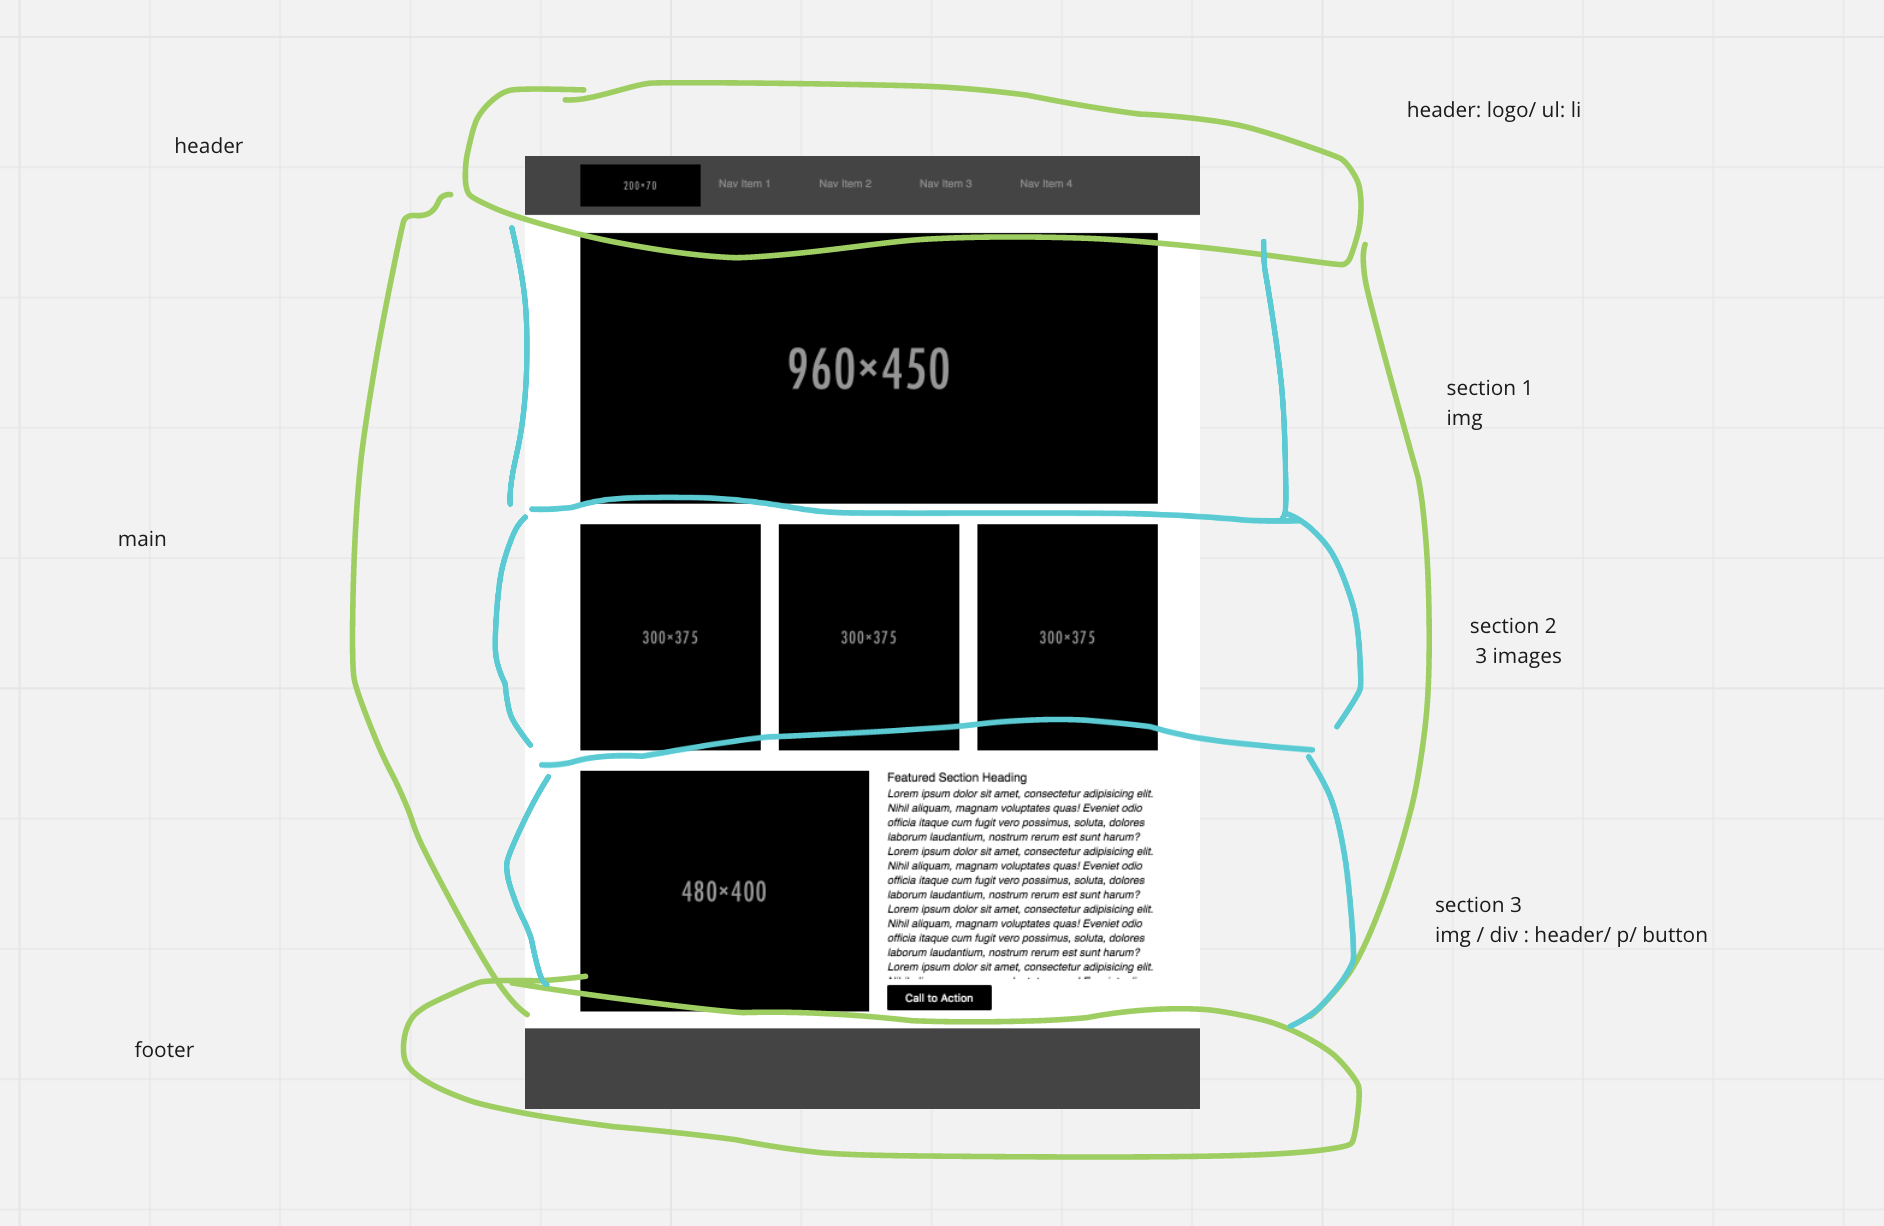 header: logo/ ul: li
header
200×70
Nav Item 1
Nav Item 2
Nav Item 3
Nav Item 4
960×450
section 1
img
main
300×375
300×375
300×375
section 2
3 images
Featured Section Heading
Lorem ipsum dolor sit amet, consectetur adipisicing elit.
Nihil aliquam, magnam voluptates quas! Eveniet odio
officia itaque cum fugit vero possimus, soluta, dolores
laborum laudantium, nostrum rerum est sunt harum?
Lorem ipsum dolor sit amet, consectetur adipisicing elit.
Nihil aliquam, magnam voluptates quas! Eveniet odio
officia itaque cum fugit vero possimus, soluta, dolores
laborum laudantium, nostrum rerum est sunt harum?
Lorem ipsum dolor sit amet, consectetur adipisicing elit.
Nihil aliquam, magnam voluptates quas! Eveniet odio
officia itaque cum fugit vero possimus, soluta, dolores
laborum laudantium, nostrum rerum est sunt harum?
Lorem ipsum dolor sit amet, consectetur adipisicing elit.
480×400
Call to Action
section 3
img / div : header/ p/ button
footer